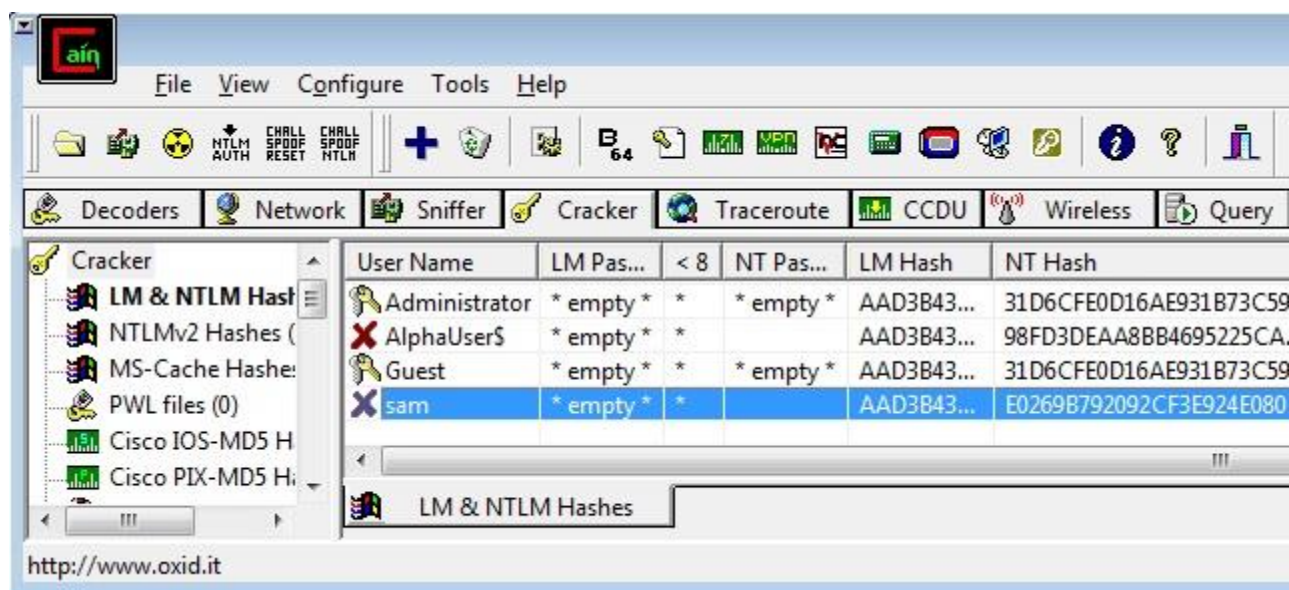 Caín
File View Configure Tools Help
NTLM AUTH CHALL SPOOF RESET CHALL SPOOF NTLM B 64 VPN
Decoders Network Sniffer Cracker Traceroute CCDU Wireless Query
Cracker
LM & NTLM Hash
NTLMv2 Hashes (
MS-Cache Hashes
PWL files (0)
Cisco IOS-MD5 H
Cisco PIX-MD5 Ha
User Name LM Pas... < 8 NT Pas... LM Hash NT Hash
Administrator * empty * * * empty * AAD3B43... 31D6CFE0D16AE931B73C59
AlphaUser$ * empty * * AAD3B43... 98FD3DEAA8BB4695225CA.
Guest * empty * * * empty * AAD3B43... 31D6CFE0D16AE931B73C59
sam * empty * * AAD3B43... E0269B792092CF3E924E080
LM & NTLM Hashes
http://www.oxid.it